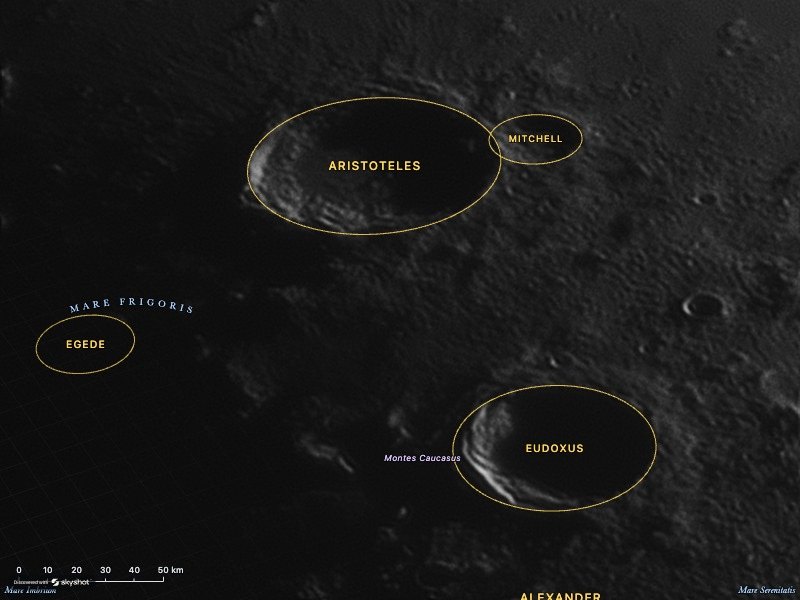 MITCHELL
ARISTOTELES
MARE FRIGORIS
EGEDE
EUDOXUS
Montes Caucasus
0 10 20 30 40 50 km
skyshot
Mare Imbrium
Mare Serenitatis
ALEXANDER